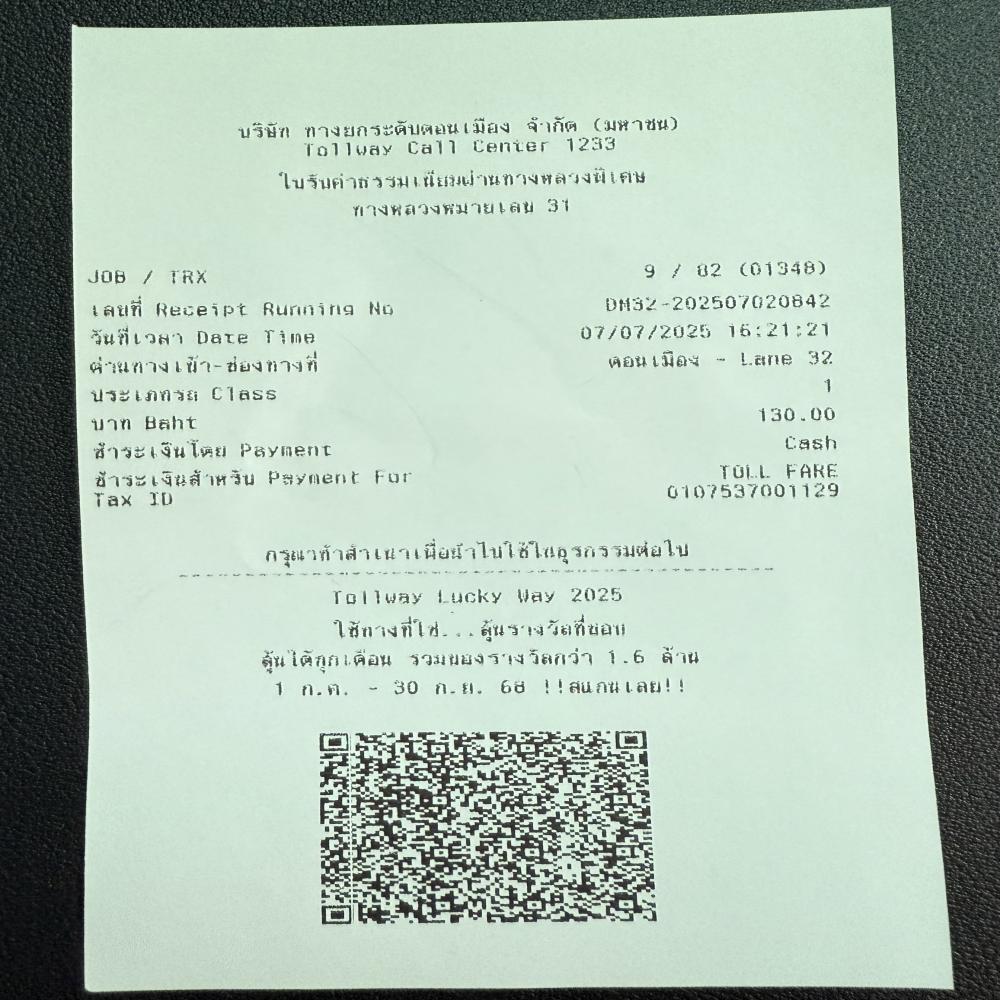 บริษัท ทางยกระดับดอนเมือง จำกัด (มหาชน)
Tollway Call Center 1233
ใบรับค่าธรรมเนียมผ่านทางหลวงพิเศษ
ทางหลวงหมายเลข 31
JOB / TRX 9 / 82 (01348)
เลขที่ Receipt Running No DM32-202507020842
วันที่เวลา Date Time 07/07/2025 16:21:21
ด่านทางเข้า-ช่องทางที่ ดอนเมือง - Lane 32
ประเภทรถ Class 1
บาท Baht 130.00
ชำระเงินโดย Payment Cash
ชำระเงินสำหรับ Payment For TOLL FARE
Tax ID 0107537001129
กรุณาทำสำเนาเพื่อนำไปใช้ในธุรกรรมต่อไป
Tollway Lucky Way 2025
ใช้ทางที่ใช่...ลุ้นรางวัลที่ชอบ
ลุ้นได้ทุกเดือน รวมของรางวัลกว่า 1.6 ล้าน
1 ก.ค. - 30 ก.ย. 68 !!สแกนเลย!!